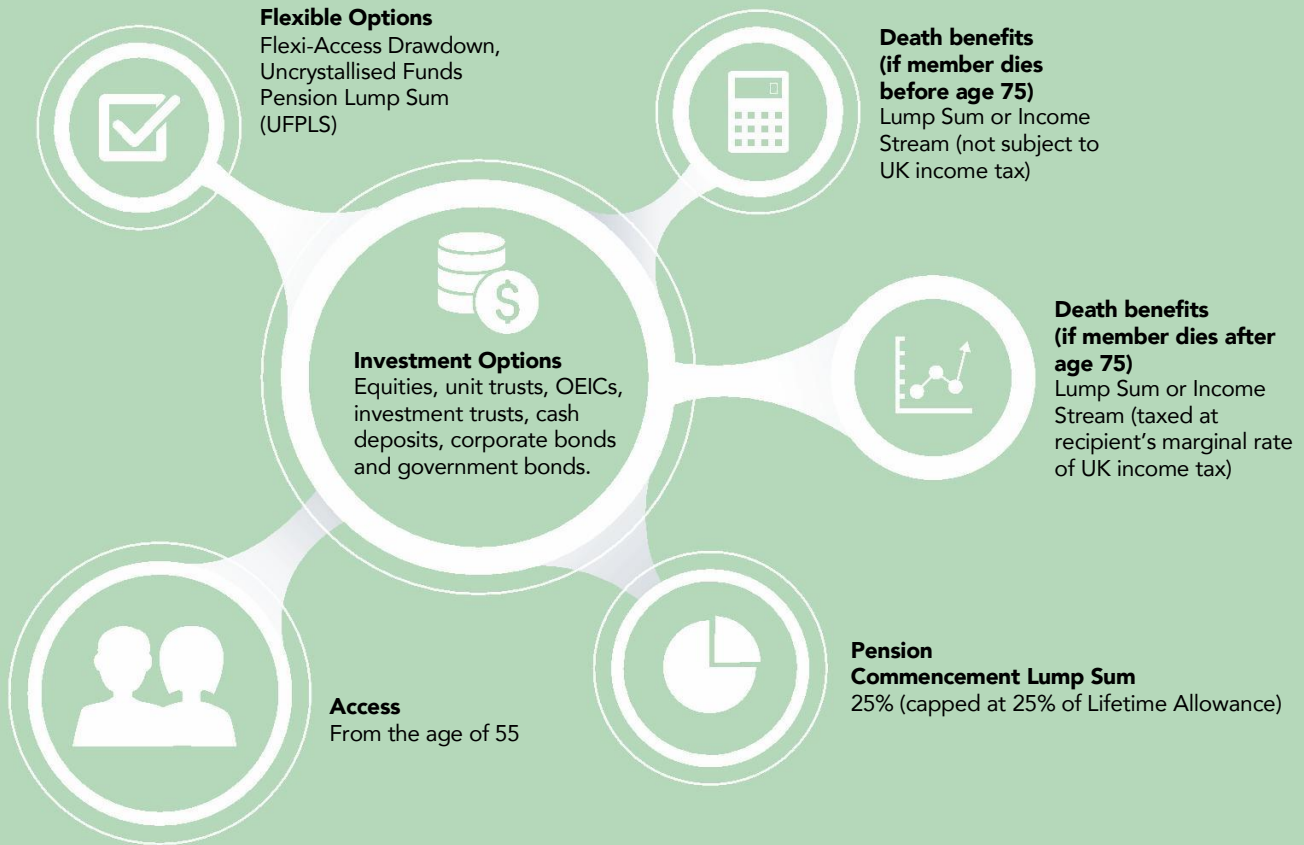 Flexible Options
Flexi-Access Drawdown,
Uncrystallised Funds
Pension Lump Sum
(UFPLS)
Death benefits
(if member dies
before age 75)
Lump Sum or Income
Stream (not subject to
UK income tax)
$
Investment Options
Equities, unit trusts, OEICs,
investment trusts, cash
deposits, corporate bonds
and government bonds.
Death benefits
(if member dies after
age 75)
Lump Sum or Income
Stream (taxed at
recipient’s marginal rate
of UK income tax)
Access
From the age of 55
Pension
Commencement Lump Sum
25% (capped at 25% of Lifetime Allowance)